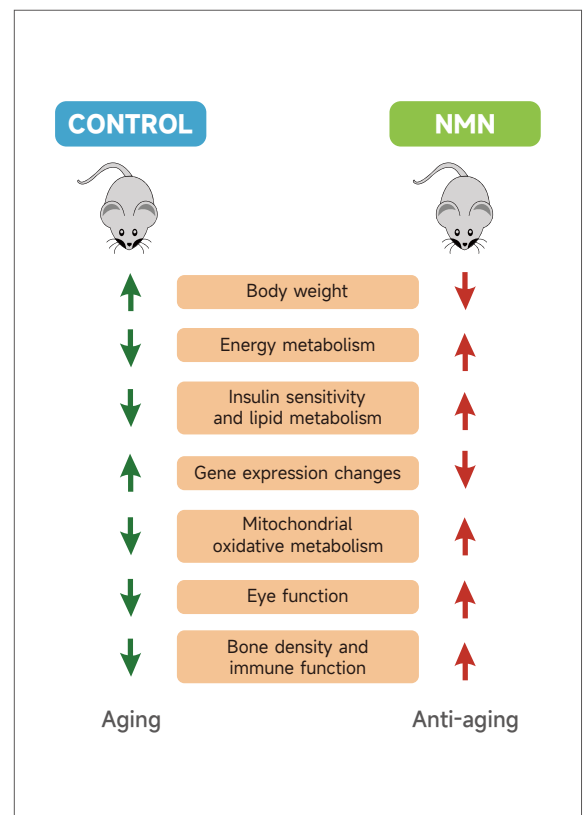 CONTROL
NMN
Body weight
Energy metabolism
Insulin sensitivity
and lipid metabolism
Gene expression changes
Mitochondrial
oxidative metabolism
Eye function
Bone density and
immune function
Aging
Anti-aging